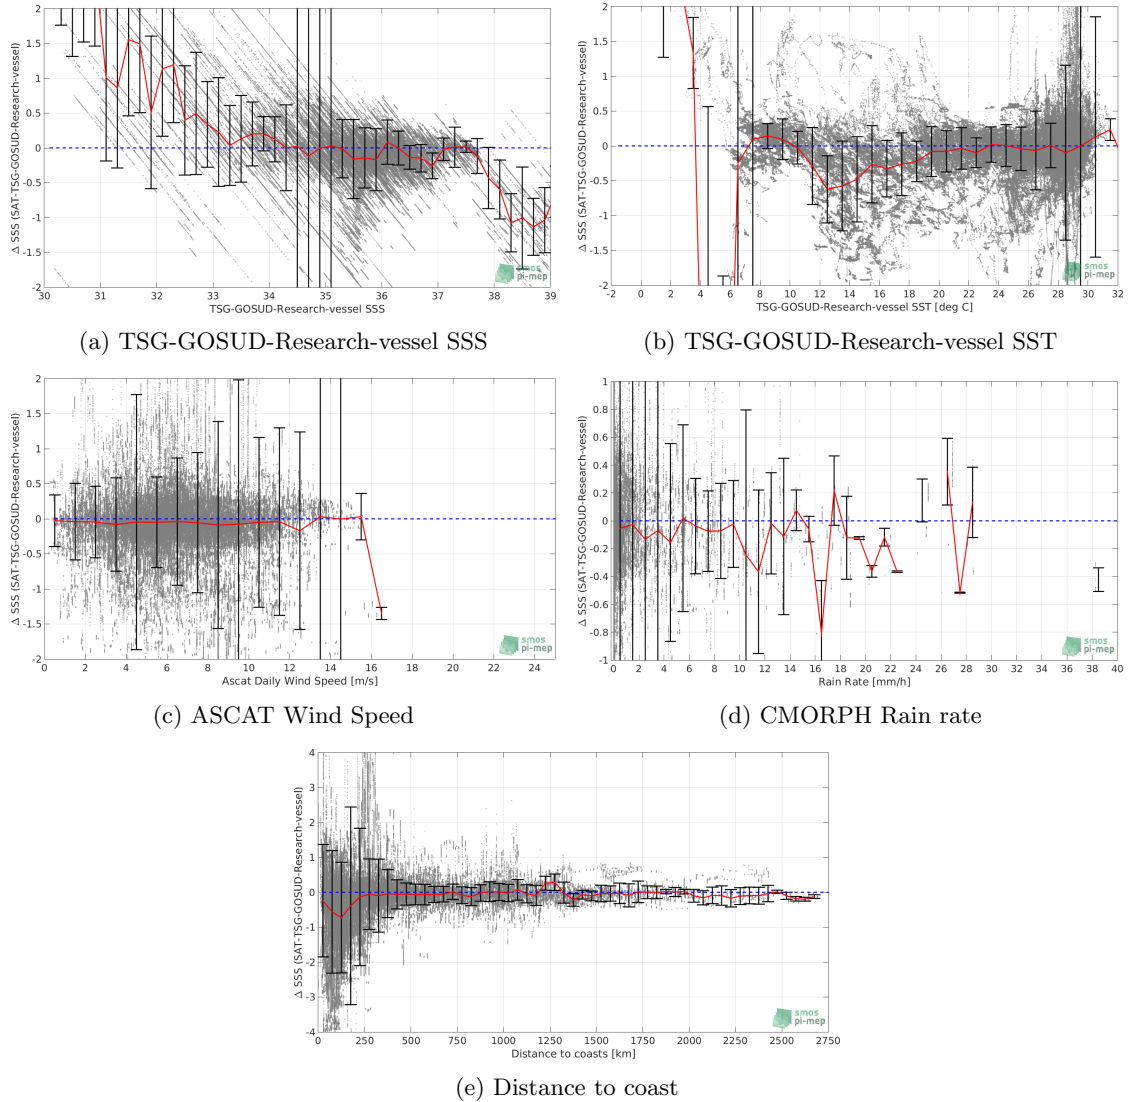 Δ SSS (SAT-TSG-GOSUD-Research-vessel)
2
1.5
1
0.5
0
-0.5
-1
-1.5
-2
30 31 32 33 34 35 36 37 38 39
TSG-GOSUD-Research-vessel SSS
smos
pi-mep
(a) TSG-GOSUD-Research-vessel SSS
Δ SSS (SAT-TSG-GOSUD-Research-vessel)
2
1.5
1
0.5
0
-0.5
-1
-1.5
-2
-2 0 2 4 6 8 10 12 14 16 18 20 22 24 26 28 30 32
TSG-GOSUD-Research-vessel SST [deg C]
smos
pi-mep
(b) TSG-GOSUD-Research-vessel SST
Δ SSS (SAT-TSG-GOSUD-Research-vessel)
2
1.5
1
0.5
0
-0.5
-1
-1.5
-2
0 2 4 6 8 10 12 14 16 18 20 22 24
Ascat Daily Wind Speed [m/s]
smos
pi-mep
(c) ASCAT Wind Speed
Δ SSS (SAT-TSG-GOSUD-Research-vessel)
1
0.8
0.6
0.4
0.2
0
-0.2
-0.4
-0.6
-0.8
-1
0 2 4 6 8 10 12 14 16 18 20 22 24 26 28 30 32 34 36 38 40
Rain Rate [mm/h]
smos
pi-mep
(d) CMORPH Rain rate
Δ SSS (SAT-TSG-GOSUD-Research-vessel)
4
3
2
1
0
-1
-2
-3
-4
0 250 500 750 1000 1250 1500 1750 2000 2250 2500 2750
Distance to coasts [km]
smos
pi-mep
(e) Distance to coast